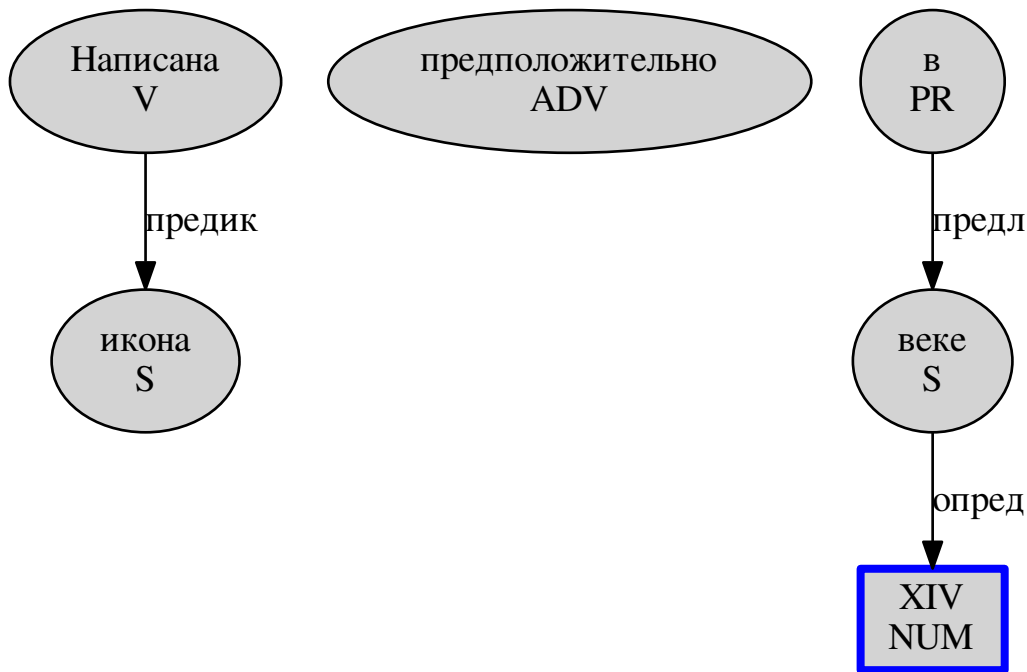 Написана
V
предположительно
ADV
в
PR
предик
предл
икона
S
веке
S
опред
XIV
NUM